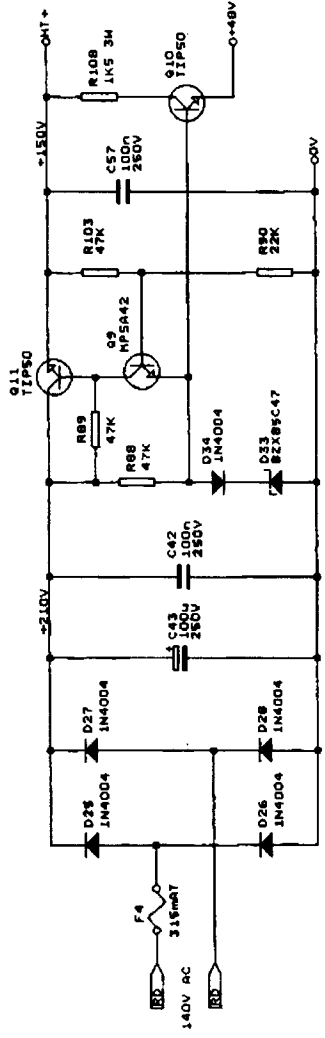 140V AC
RD
RD
F4
315mAT
D25
1N4004
D27
1N4004
D26
1N4004
D28
1N4004
+210V
C43
100n
250V
+
C42
100n
250V
R89
47K
R88
47K
D34
1N4004
D33
BZX85C47
Q11
TIP50
Q9
MPSA42
R103
47K
R90
22K
+150V
C57
100n
250V
R108
1K5 3W
Q10
TIP50
HT+
+48V
0V